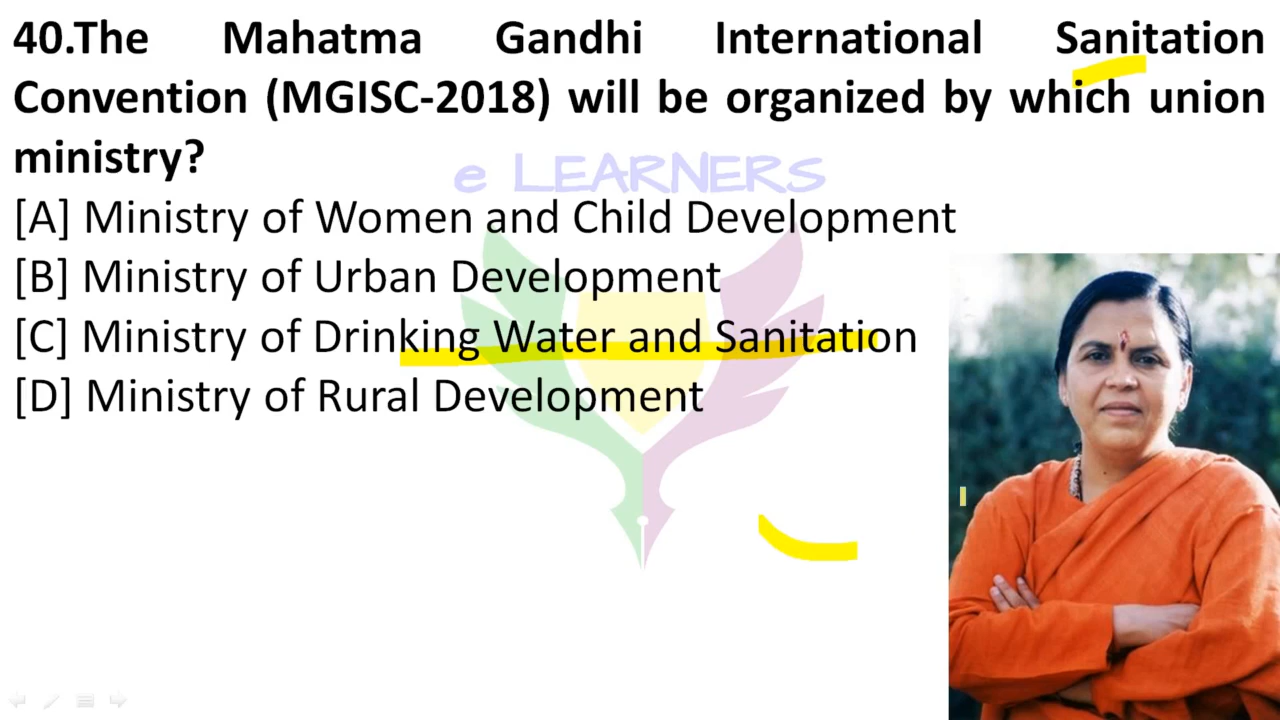 40.The Mahatma Gandhi International Sanitation
Convention (MGISC-2018) will be organized by which union
ministry?
e LEARNERS
[A] Ministry of Women and Child Development
[B] Ministry of Urban Development
[C] Ministry of Drinking Water and Sanitation
[D] Ministry of Rural Development